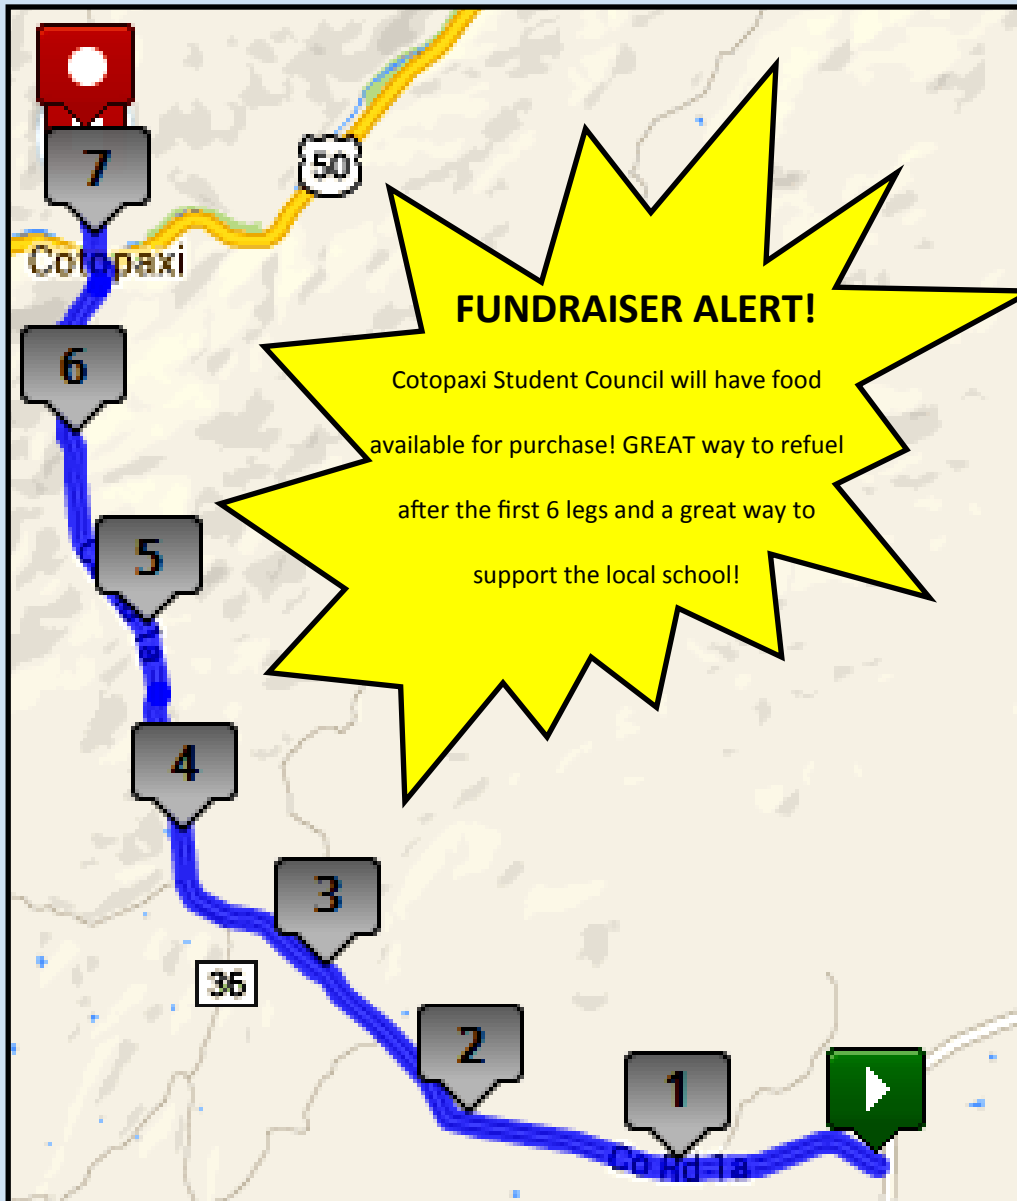 7
50
Cotopaxi
FUNDRAISER ALERT!
Cotopaxi Student Council will have food
available for purchase! GREAT way to refuel
after the first 6 legs and a great way to
support the local school!
6
5
4
3
36
2
1
Co Rd 1a